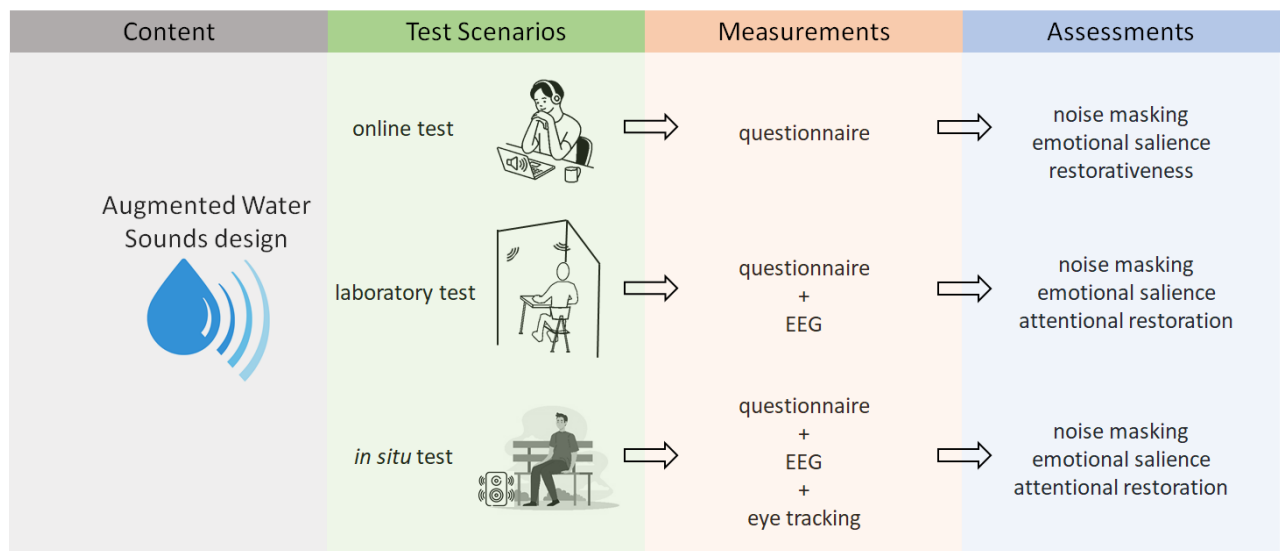 Content
Test Scenarios
Measurements
Assessments
Augmented Water
Sounds design
online test
questionnaire
noise masking
emotional salience
restorativeness
laboratory test
questionnaire
+
EEG
noise masking
emotional salience
attentional restoration
in situ test
questionnaire
+
EEG
+
eye tracking
noise masking
emotional salience
attentional restoration